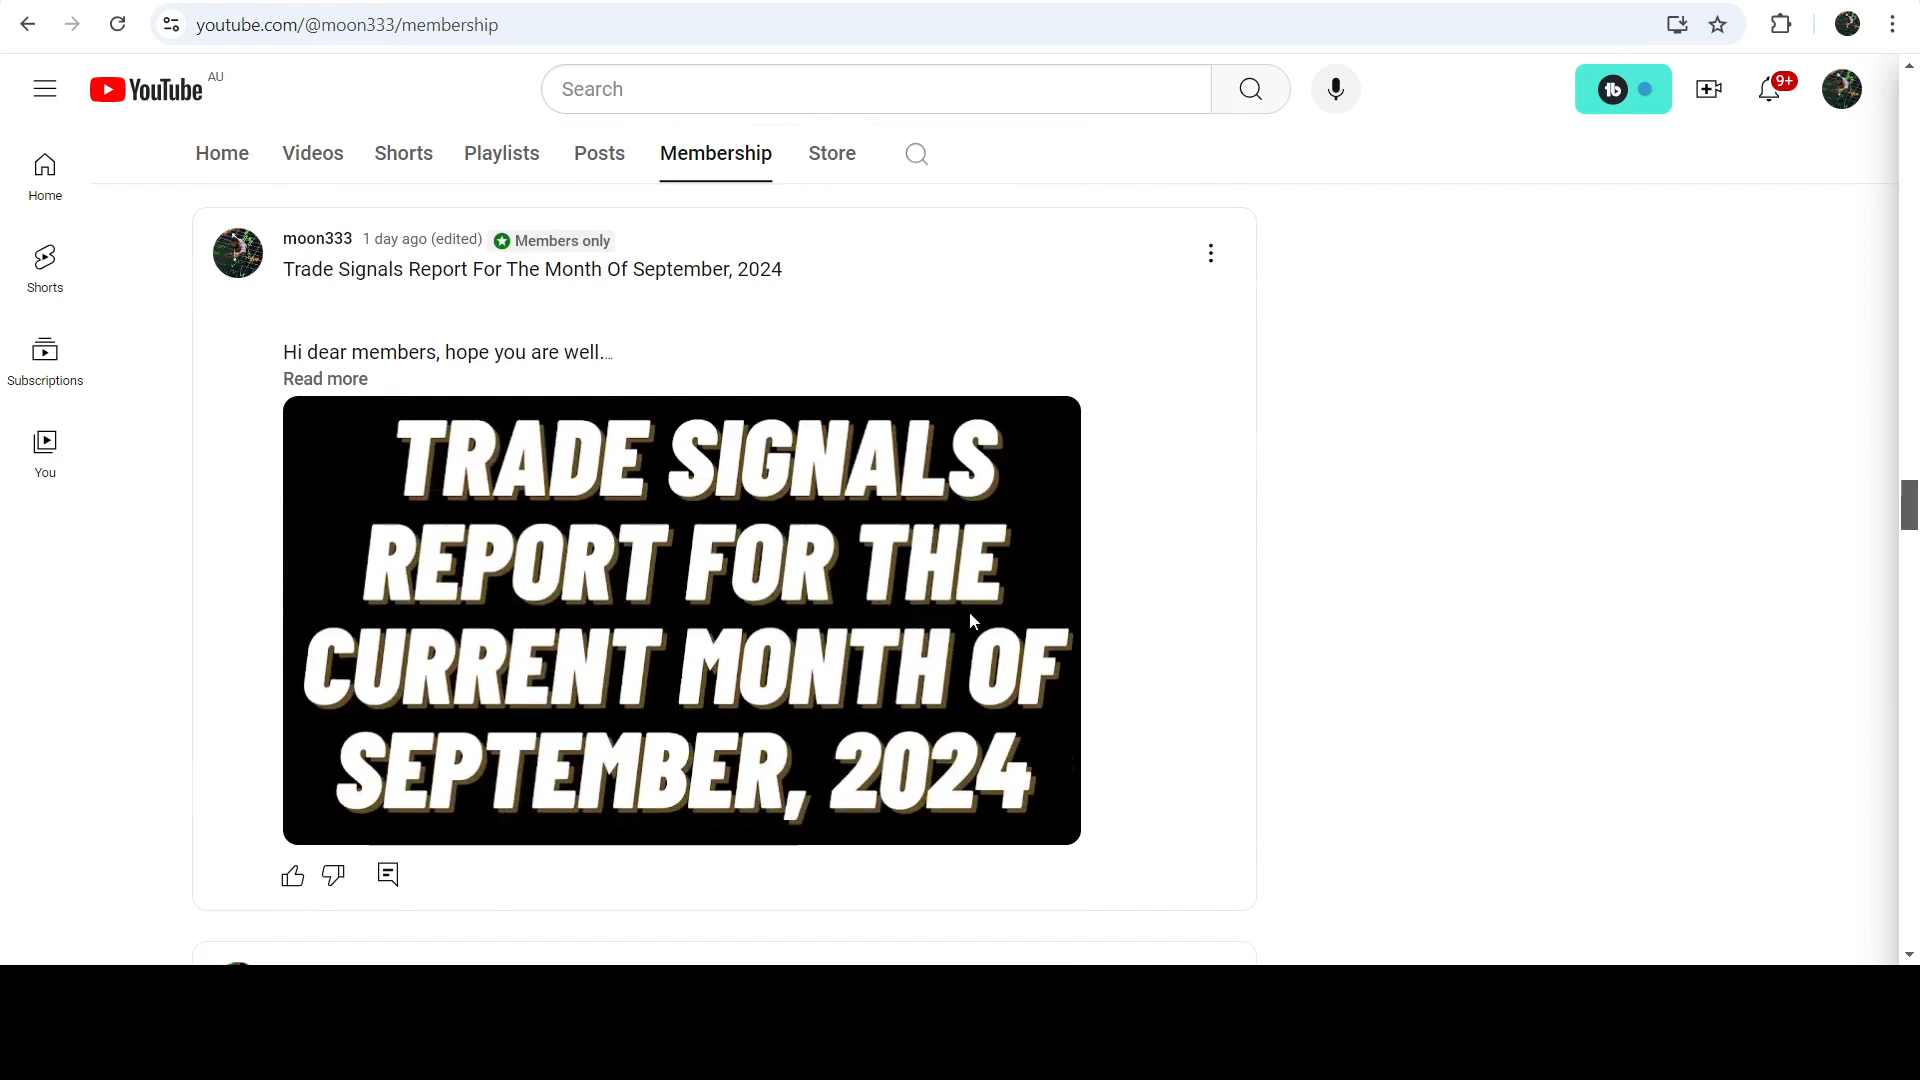 youtube.com/@moon333/membership
YouTube AU
Search
9+
Home
Videos
Shorts
Playlists
Posts
Membership
Store
Home
Shorts
Subscriptions
You
moon333 1 day ago (edited) Members only
Trade Signals Report For The Month Of September, 2024
Hi dear members, hope you are well...
Read more
TRADE SIGNALS
REPORT FOR THE
CURRENT MONTH OF
SEPTEMBER, 2024